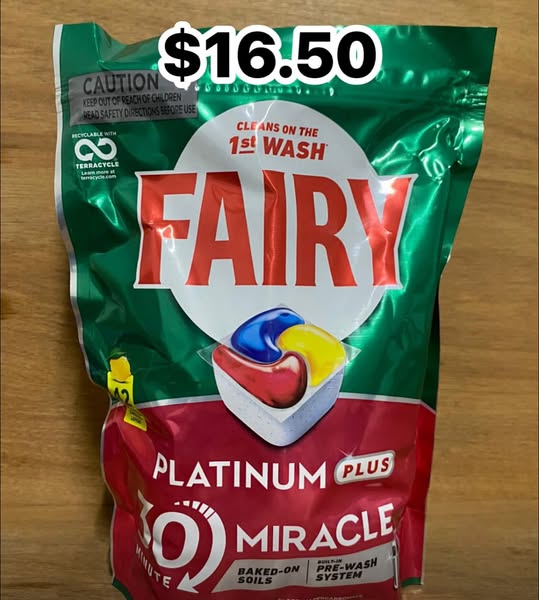 $16.50
CAUTION
KEEP OUT OF REACH OF CHILDREN
READ SAFETY DIRECTIONS BEFORE USE
RECYCLABLE WITH
TERRACYCLE
Learn more at
terracycle.com
CLEANS ON THE
1st WASH
FAIRY
42
PLATINUM PLUS
30 MINUTE MIRACLE
BAKED-ON SOILS
BUILT-IN PRE-WASH SYSTEM